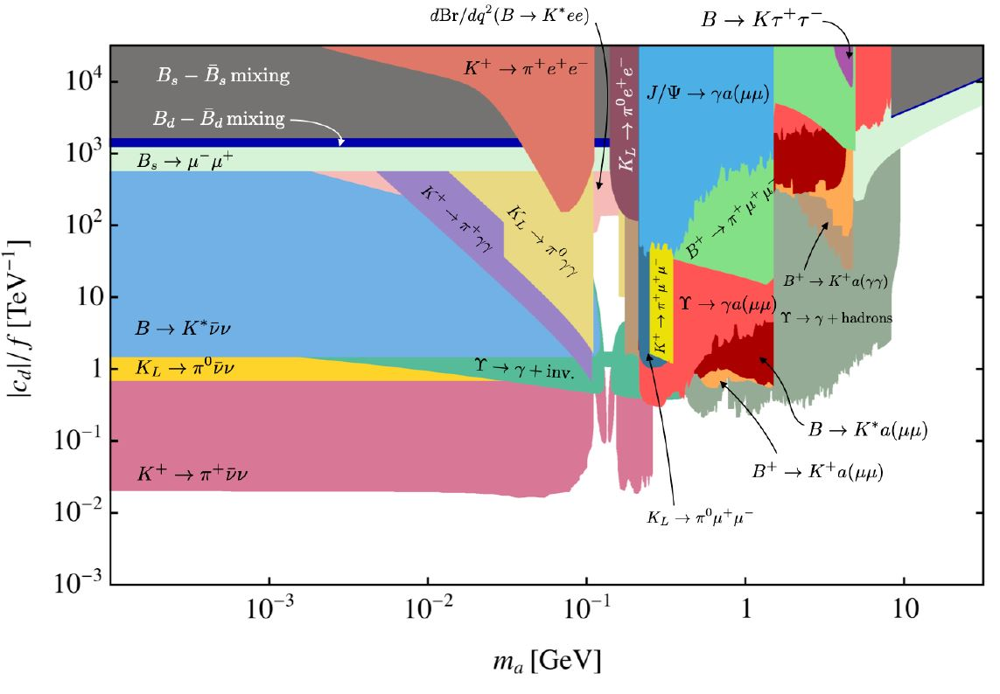 dBr/dq²(B → K*ee)
B → Kτ⁺τ⁻
10⁴
10³
10²
10
1
10⁻¹
10⁻²
10⁻³
|c_d|/f [TeV⁻¹]
B_s − B̄_s mixing
B_d − B̄_d mixing
B_s → μ⁻μ⁺
K⁺ → π⁺e⁺e⁻
K_L → π⁰e⁺e⁻
J/Ψ → γa(μμ)
K⁺ → π⁺γγ
K_L → π⁰γγ
B⁺ → π⁺μ⁺μ⁻
K⁺ → π⁺μ⁺μ⁻
B⁺ → K⁺a(γγ)
Υ → γa(μμ)
Υ → γ + hadrons
B → K*ν̄ν
K_L → π⁰ν̄ν
Υ → γ + inv.
B → K*a(μμ)
B⁺ → K⁺a(μμ)
K⁺ → π⁺ν̄ν
K_L → π⁰μ⁺μ⁻
10⁻³
10⁻²
10⁻¹
1
10
m_a [GeV]